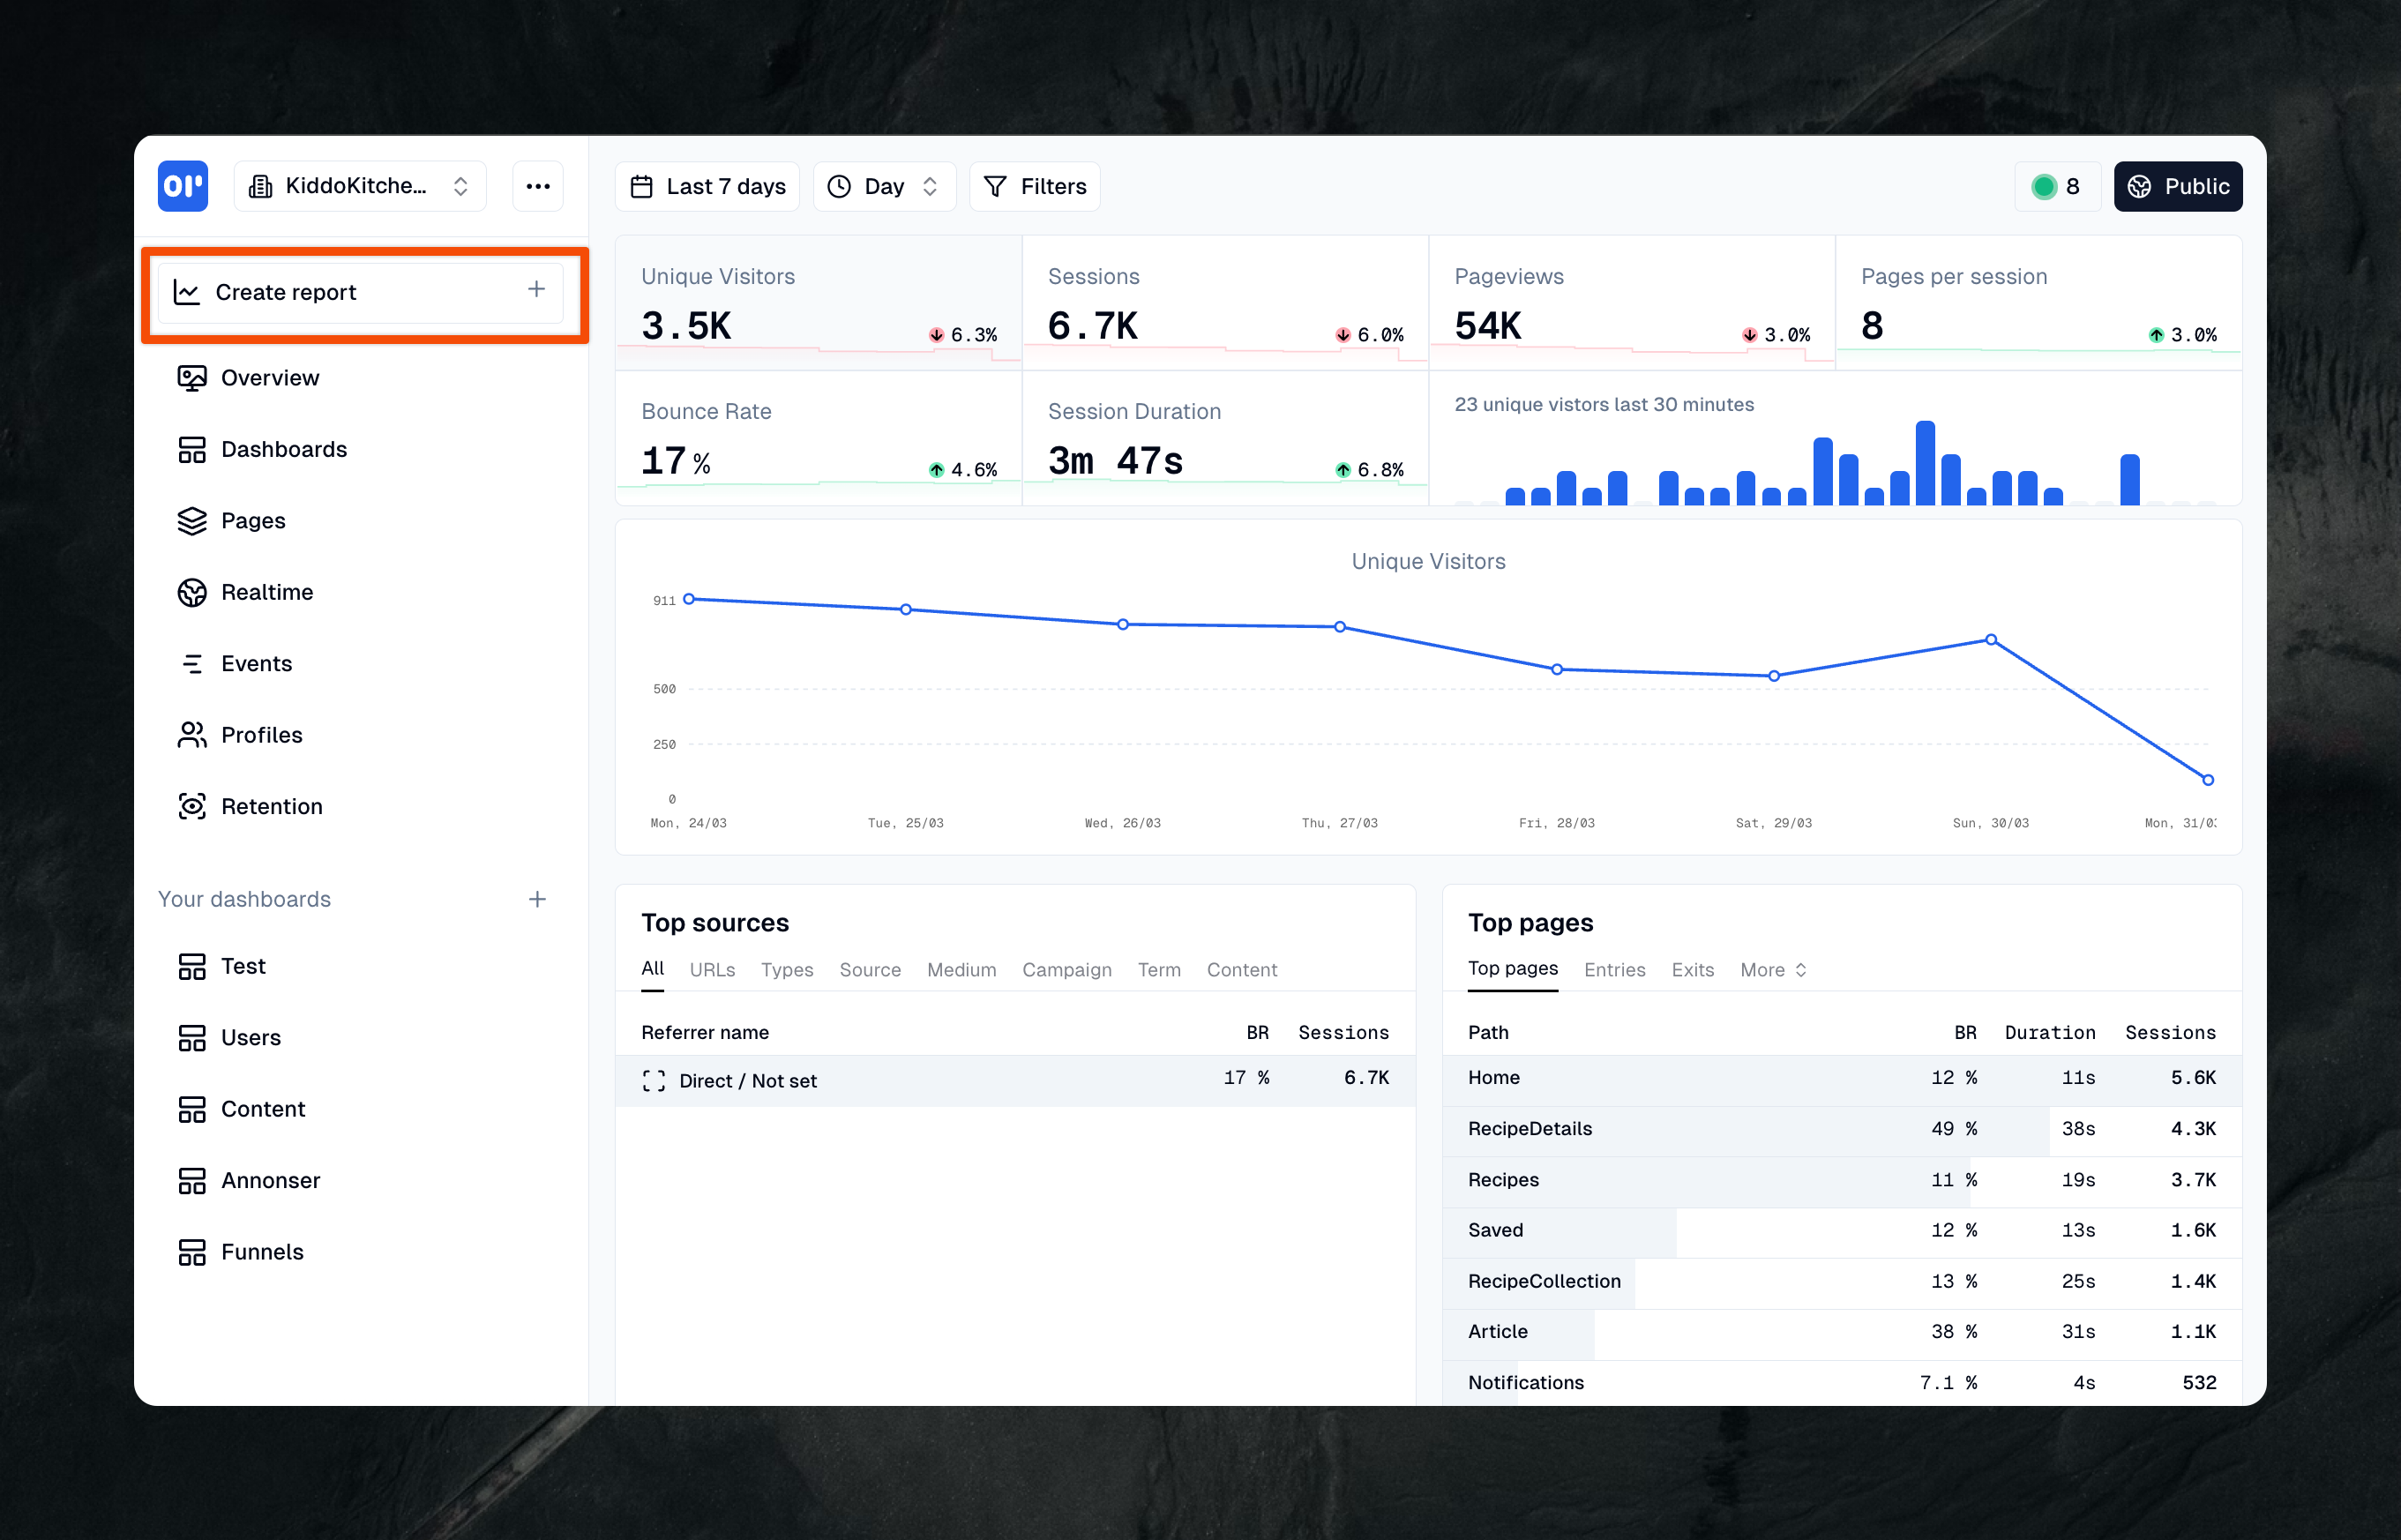 KiddoKitche...
Last 7 days
Day
Filters
8
Public
Create report
Overview
Dashboards
Pages
Realtime
Events
Profiles
Retention
Your dashboards
Test
Users
Content
Annonser
Funnels
Unique Visitors
3.5K
6.3%
Sessions
6.7K
6.0%
Pageviews
54K
3.0%
Pages per session
8
3.0%
Bounce Rate
17 %
4.6%
Session Duration
3m 47s
6.8%
23 unique vistors last 30 minutes
Unique Visitors
911
500
250
0
Mon, 24/03 Tue, 25/03 Wed, 26/03 Thu, 27/03 Fri, 28/03 Sat, 29/03 Sun, 30/03 Mon, 31/0
Top sources
All URLs Types Source Medium Campaign Term Content
Referrer name BR Sessions
Direct / Not set 17 % 6.7K
Top pages
Top pages Entries Exits More
Path BR Duration Sessions
Home 12 % 11s 5.6K
RecipeDetails 49 % 38s 4.3K
Recipes 11 % 19s 3.7K
Saved 12 % 13s 1.6K
RecipeCollection 13 % 25s 1.4K
Article 38 % 31s 1.1K
Notifications 7.1 % 4s 532